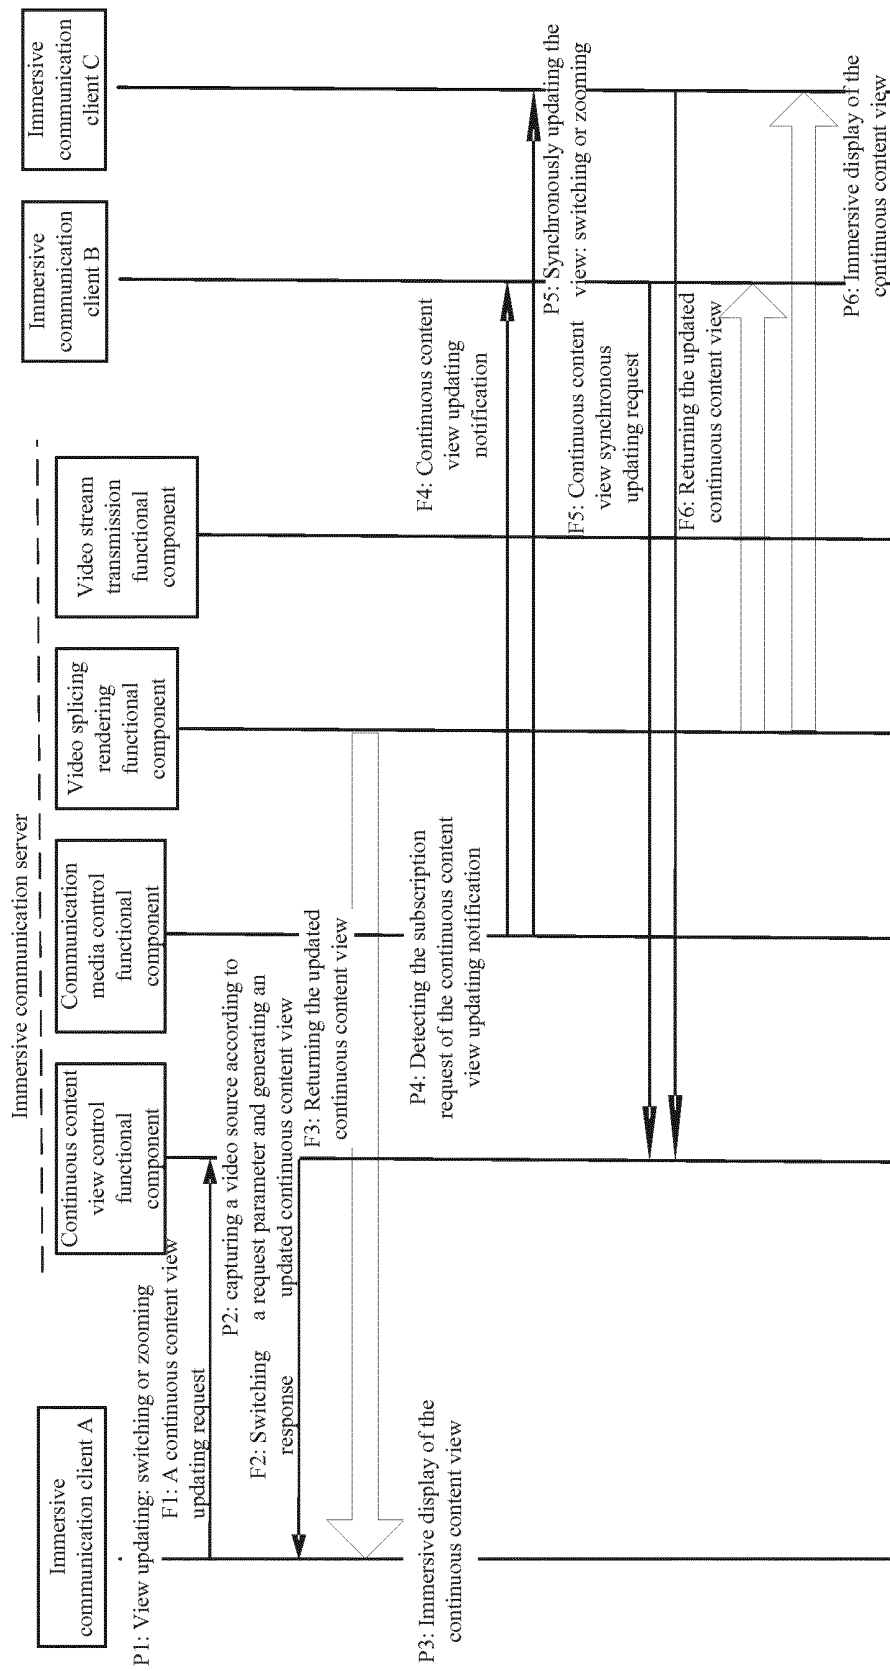 Immersive communication server
Immersive
communication client A
Continuous content
view control
functional
component
Communication
media control
functional
component
Video splicing
rendering
functional
component
Video stream
transmission
functional
component
Immersive
communication
client B
Immersive
communication
client C
P1: View updating: switching or zooming
F1: A continuous content view
updating request
P2: capturing a video source according to
a request parameter and generating an
updated continuous content view
F2: Switching
response
F3: Returning the updated
continuous content view
P3: Immersive display of the
continuous content view
P4: Detecting the subscription
request of the continuous content
view updating notification
F4: Continuous content
view updating
notification
P5: Synchronously updating the
view: switching or zooming
F5: Continuous content
view synchronous
updating request
F6: Returning the updated
continuous content view
P6: Immersive display of the
continuous content view